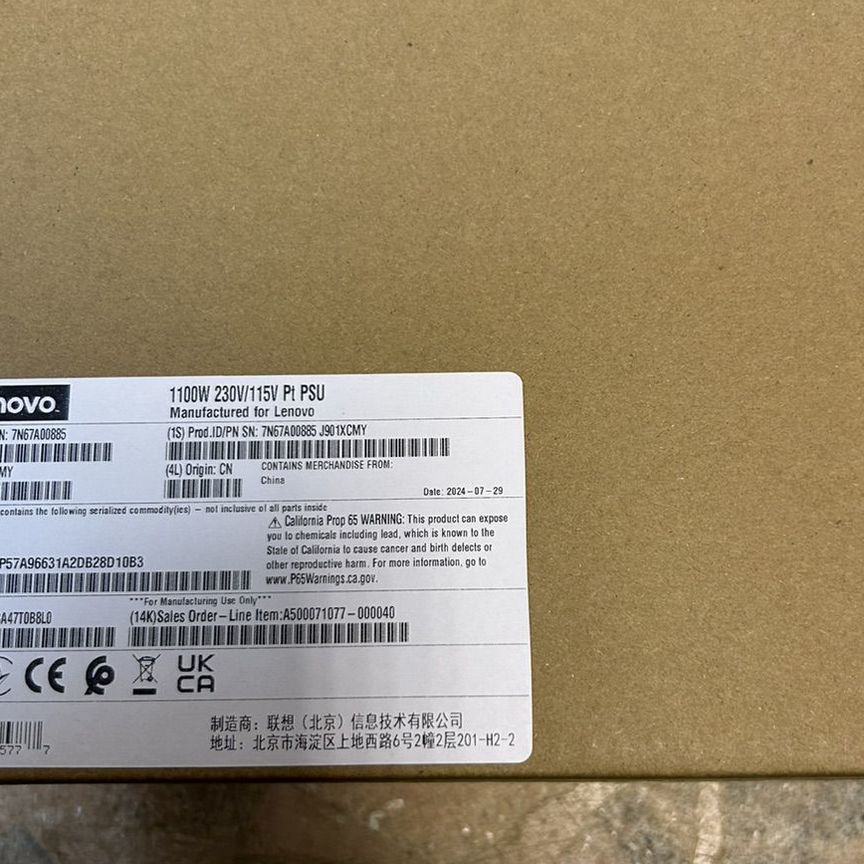 novo.
1100W 230V/115V Pt PSU
Manufactured for Lenovo
N: 7N67A00885
(1S) Prod.ID/PN SN: 7N67A00885 J901XCMY
MY
(4L) Origin: CN
CONTAINS MERCHANDISE FROM:
China
Date: 2024-07-29
contains the following serialized commodity(ies) - not inclusive of all parts inside
⚠ California Prop 65 WARNING: This product can expose
you to chemicals including lead, which is known to the
State of California to cause cancer and birth defects or
other reproductive harm. For more information, go to
www.P65Warnings.ca.gov.
P57A96631A2DB28D10B3
***For Manufacturing Use Only***
A47T0B8L0
(14K)Sales Order-Line Item:A500071077-000040
CE
UK
CA
577 7
制造商：联想（北京）信息技术有限公司
地址：北京市海淀区上地西路6号2幢2层201-H2-2